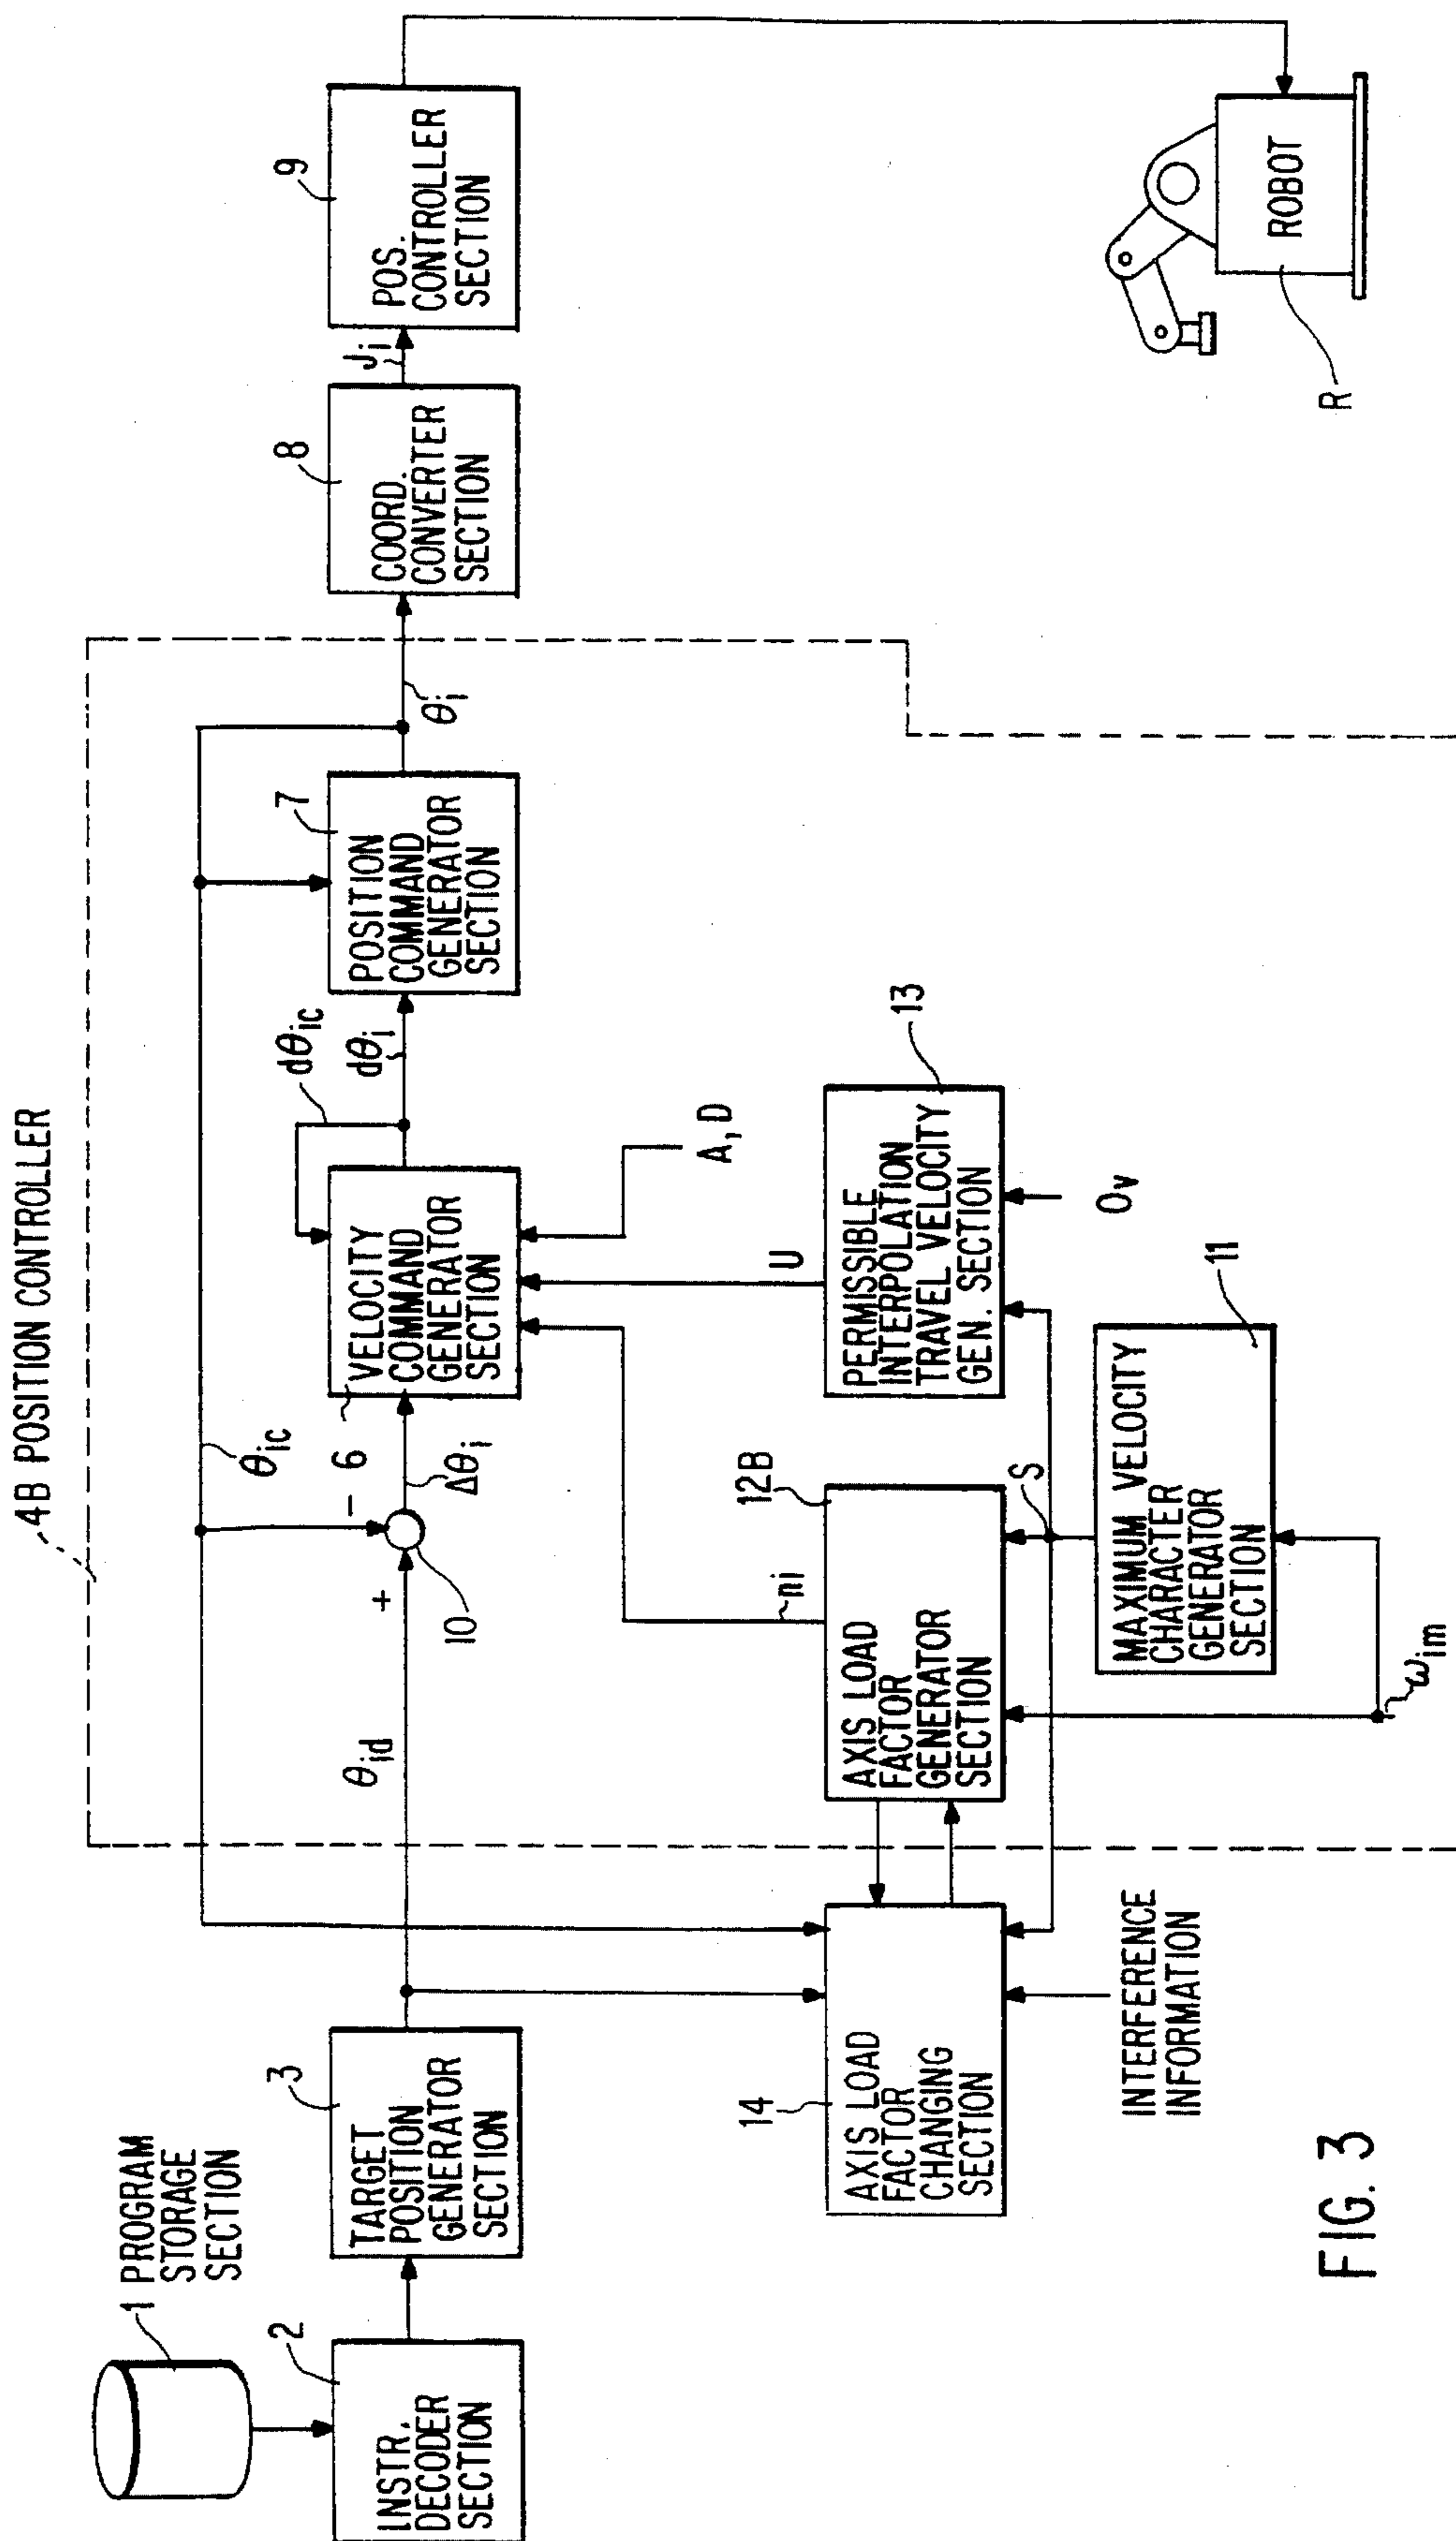 4B POSITION CONTROLLER
1 PROGRAM
STORAGE
SECTION
2
INSTR.
DECODER
SECTION
3
TARGET
POSITION
GENERATOR
SECTION
θid
+
-
10
θic
Δθi
6
VELOCITY
COMMAND
GENERATOR
SECTION
dθic
dθi
7
POSITION
COMMAND
GENERATOR
SECTION
θi
8
COORD.
CONVERTER
SECTION
Ji
9
POS.
CONTROLLER
SECTION
14
AXIS LOAD
FACTOR
CHANGING
SECTION
INTERFERENCE
INFORMATION
12B
AXIS LOAD
FACTOR
GENERATOR
SECTION
ni
S
U
A, D
13
PERMISSIBLE
INTERPOLATION
TRAVEL VELOCITY
GEN. SECTION
Ov
11
MAXIMUM VELOCITY
CHARACTER
GENERATOR
SECTION
ωim
ROBOT
R
FIG. 3